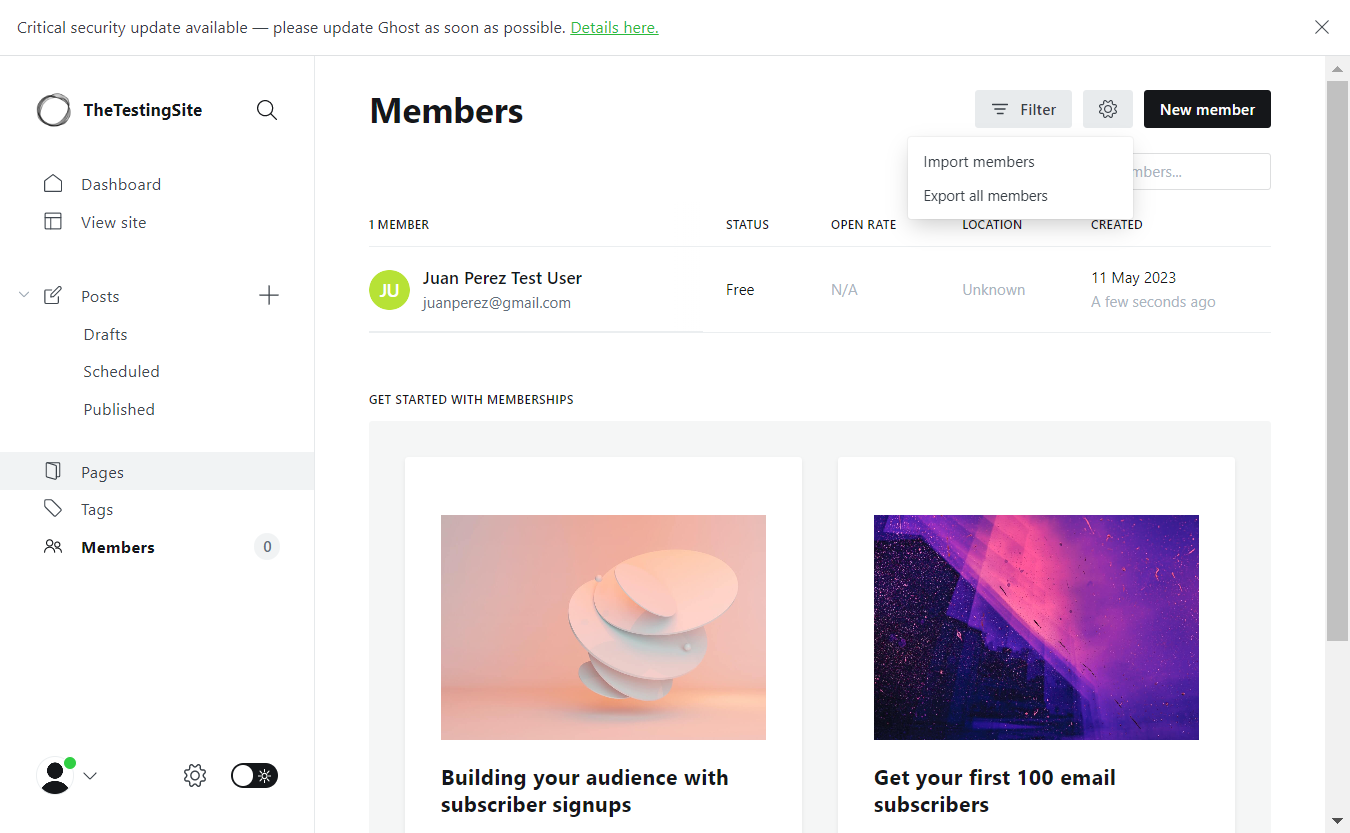 Critical security update available — please update Ghost as soon as possible. Details here.
TheTestingSite
Dashboard
View site
Posts
Drafts
Scheduled
Published
Pages
Tags
Members 0
Members
Filter
New member
Import members
Export all members
1 MEMBER STATUS OPEN RATE LOCATION CREATED
JU
Juan Perez Test User
juanperez@gmail.com
Free
N/A
Unknown
11 May 2023
A few seconds ago
GET STARTED WITH MEMBERSHIPS
Building your audience with
subscriber signups
Get your first 100 email
subscribers